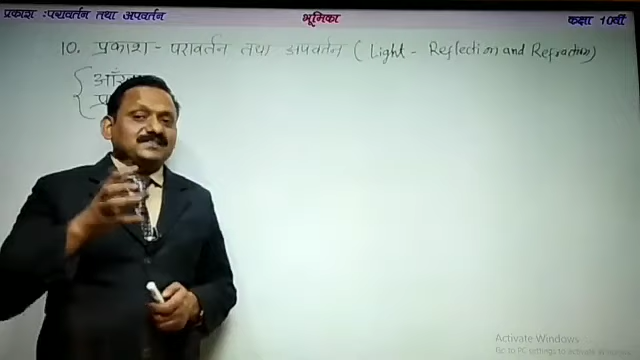 प्रकाश :परावर्तन तथा अपवर्तन भूमिका कक्षा 10वीं
10. प्रकाश - परावर्तन तथा अपवर्तन ( Light - Reflection and Refraction)
Activate Windows
Go to PC settings to activate Windows.